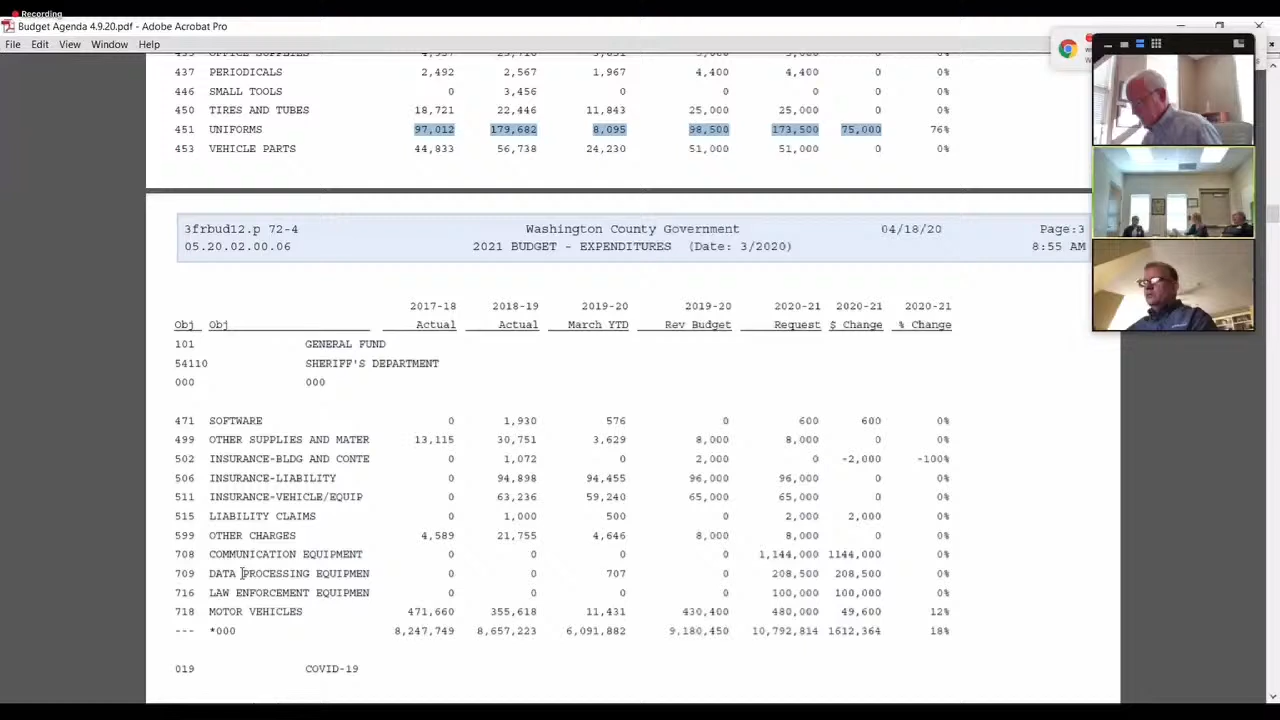 Recording
Budget Agenda 4.9.20.pdf - Adobe Acrobat Pro
File Edit View Window Help
437 PERIODICALS 2,492 2,567 1,967 4,400 4,400 0 0%
446 SMALL TOOLS 0 3,456 0 0 0 0 0%
450 TIRES AND TUBES 18,721 22,446 11,843 25,000 25,000 0 0%
451 UNIFORMS 97,012 179,682 8,095 98,500 173,500 75,000 76%
453 VEHICLE PARTS 44,833 56,738 24,230 51,000 51,000 0 0%
3frbud12.p 72-4 Washington County Government 04/18/20 Page:3
05.20.02.00.06 2021 BUDGET - EXPENDITURES (Date: 3/2020) 8:55 AM
2017-18 2018-19 2019-20 2019-20 2020-21 2020-21 2020-21
Obj Obj Actual Actual March YTD Rev Budget Request $ Change % Change
101 GENERAL FUND
54110 SHERIFF'S DEPARTMENT
000 000
471 SOFTWARE 0 1,930 576 0 600 600 0%
499 OTHER SUPPLIES AND MATER 13,115 30,751 3,629 8,000 8,000 0 0%
502 INSURANCE-BLDG AND CONTE 0 1,072 0 2,000 0 -2,000 -100%
506 INSURANCE-LIABILITY 0 94,898 94,455 96,000 96,000 0 0%
511 INSURANCE-VEHICLE/EQUIP 0 63,236 59,240 65,000 65,000 0 0%
515 LIABILITY CLAIMS 0 1,000 500 0 2,000 2,000 0%
599 OTHER CHARGES 4,589 21,755 4,646 8,000 8,000 0 0%
708 COMMUNICATION EQUIPMENT 0 0 0 0 1,144,000 1144,000 0%
709 DATA PROCESSING EQUIPMEN 0 0 707 0 208,500 208,500 0%
716 LAW ENFORCEMENT EQUIPMEN 0 0 0 0 100,000 100,000 0%
718 MOTOR VEHICLES 471,660 355,618 11,431 430,400 480,000 49,600 12%
--- *000 8,247,749 8,657,223 6,091,882 9,180,450 10,792,814 1612,364 18%
019 COVID-19